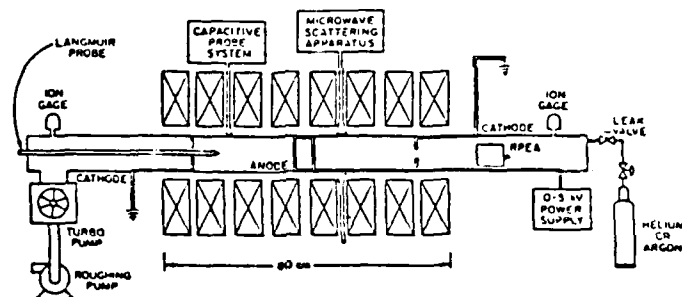 LANGMUIR
PROBE
CAPACITIVE
PROBE
SYSTEM
MICROWAVE
SCATTERING
APPARATUS
ION
GAGE
ION
GAGE
LEAK
VALVE
CATHODE
RPEA
ANODE
CATHODE
TURBO
PUMP
ROUGHING
PUMP
0-5 kV
POWER
SUPPLY
HELIUM
OR
ARGON
80 cm